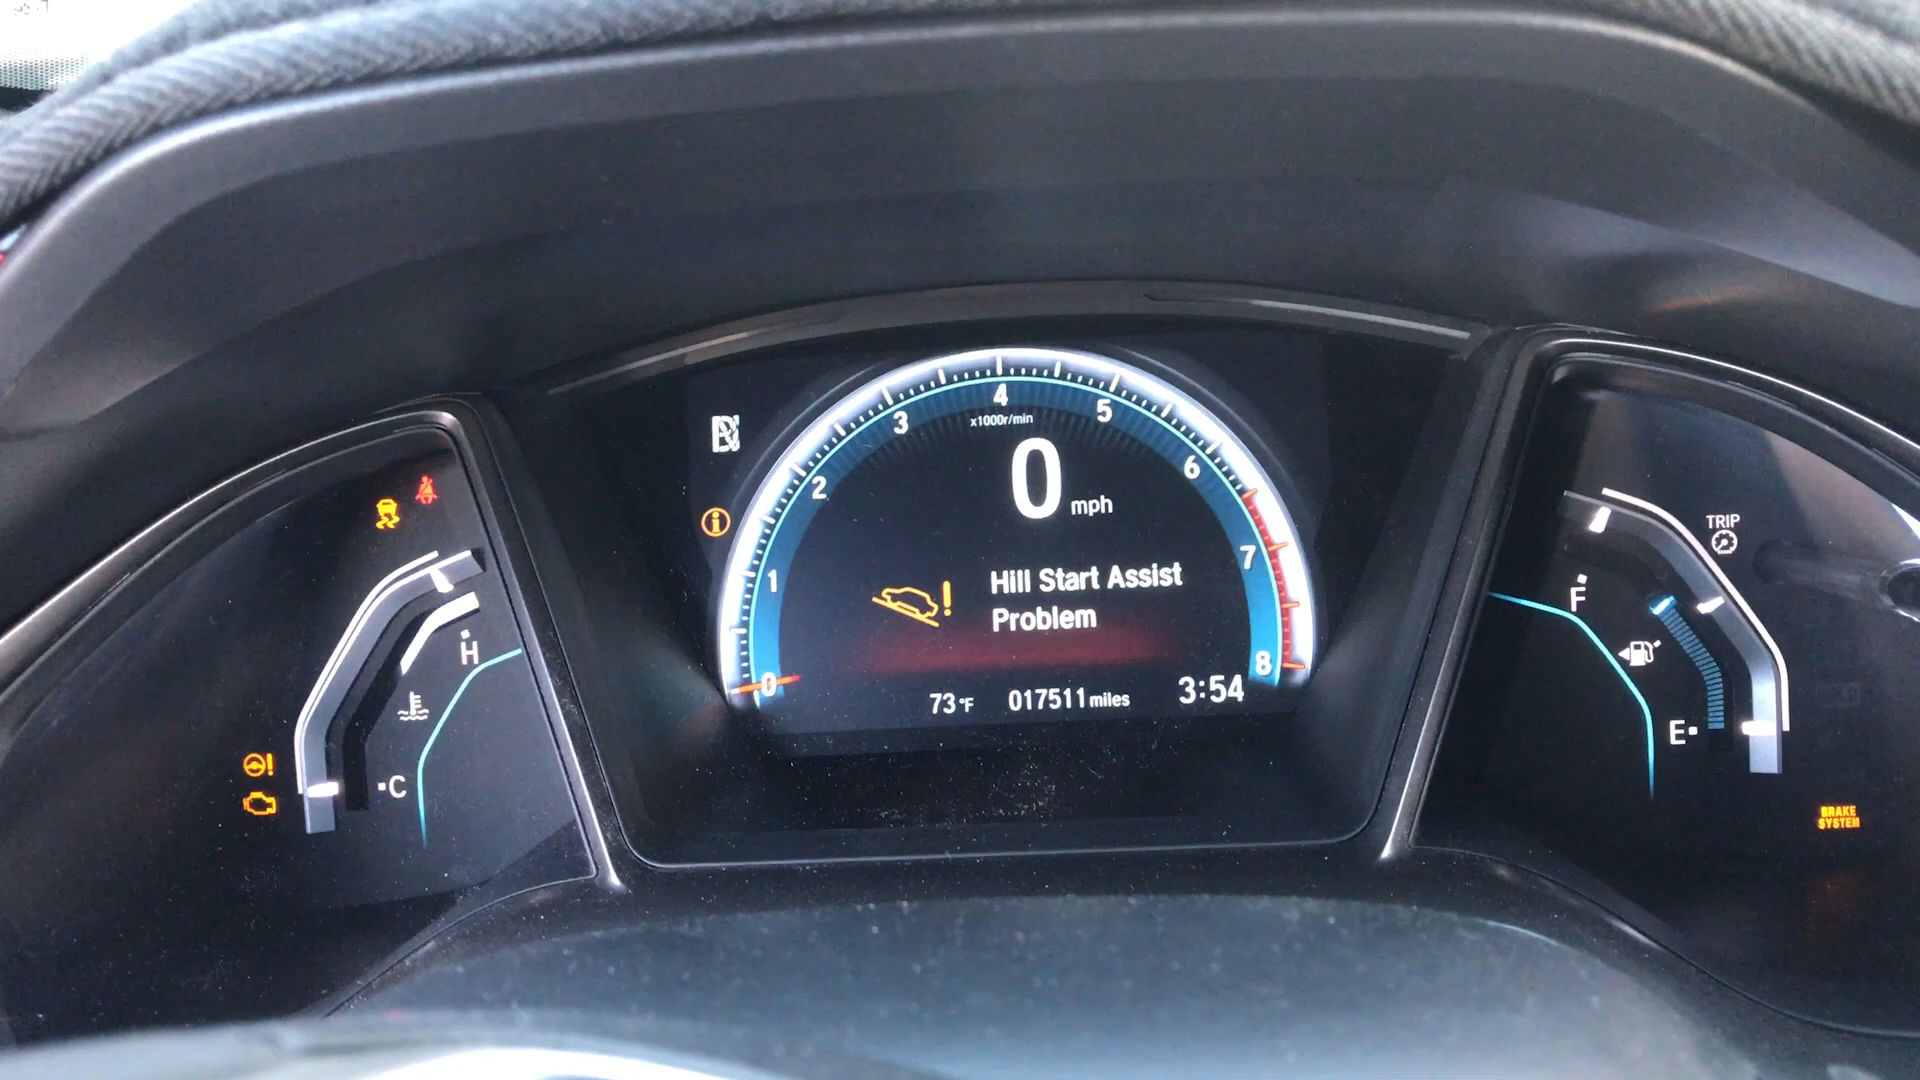 4
3
5
x1000r/min
0 mph
2
6
1
7
Hill Start Assist
Problem
0
8
73°F
017511 miles
3:54
H
C
TRIP
F
E
BRAKE
SYSTEM